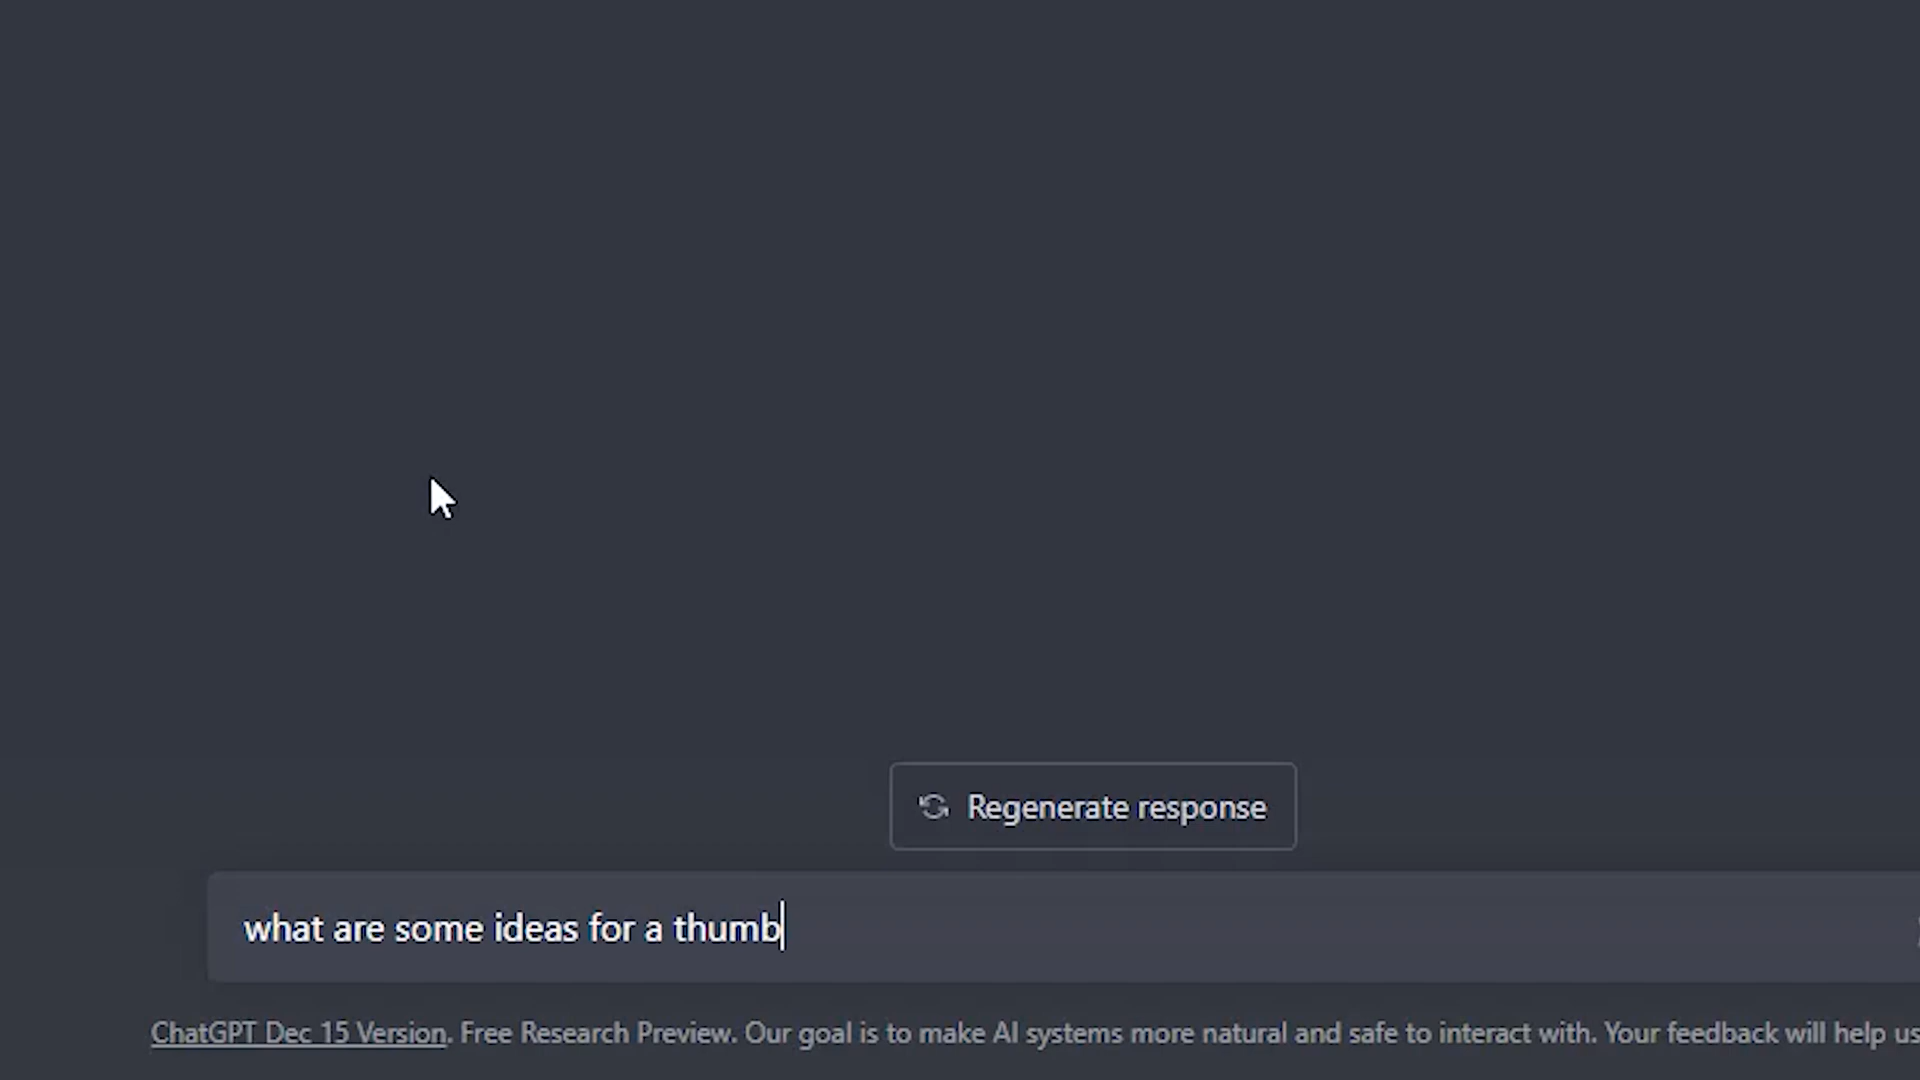 Regenerate response
what are some ideas for a thumb
ChatGPT Dec 15 Version. Free Research Preview. Our goal is to make AI systems more natural and safe to interact with. Your feedback will help us